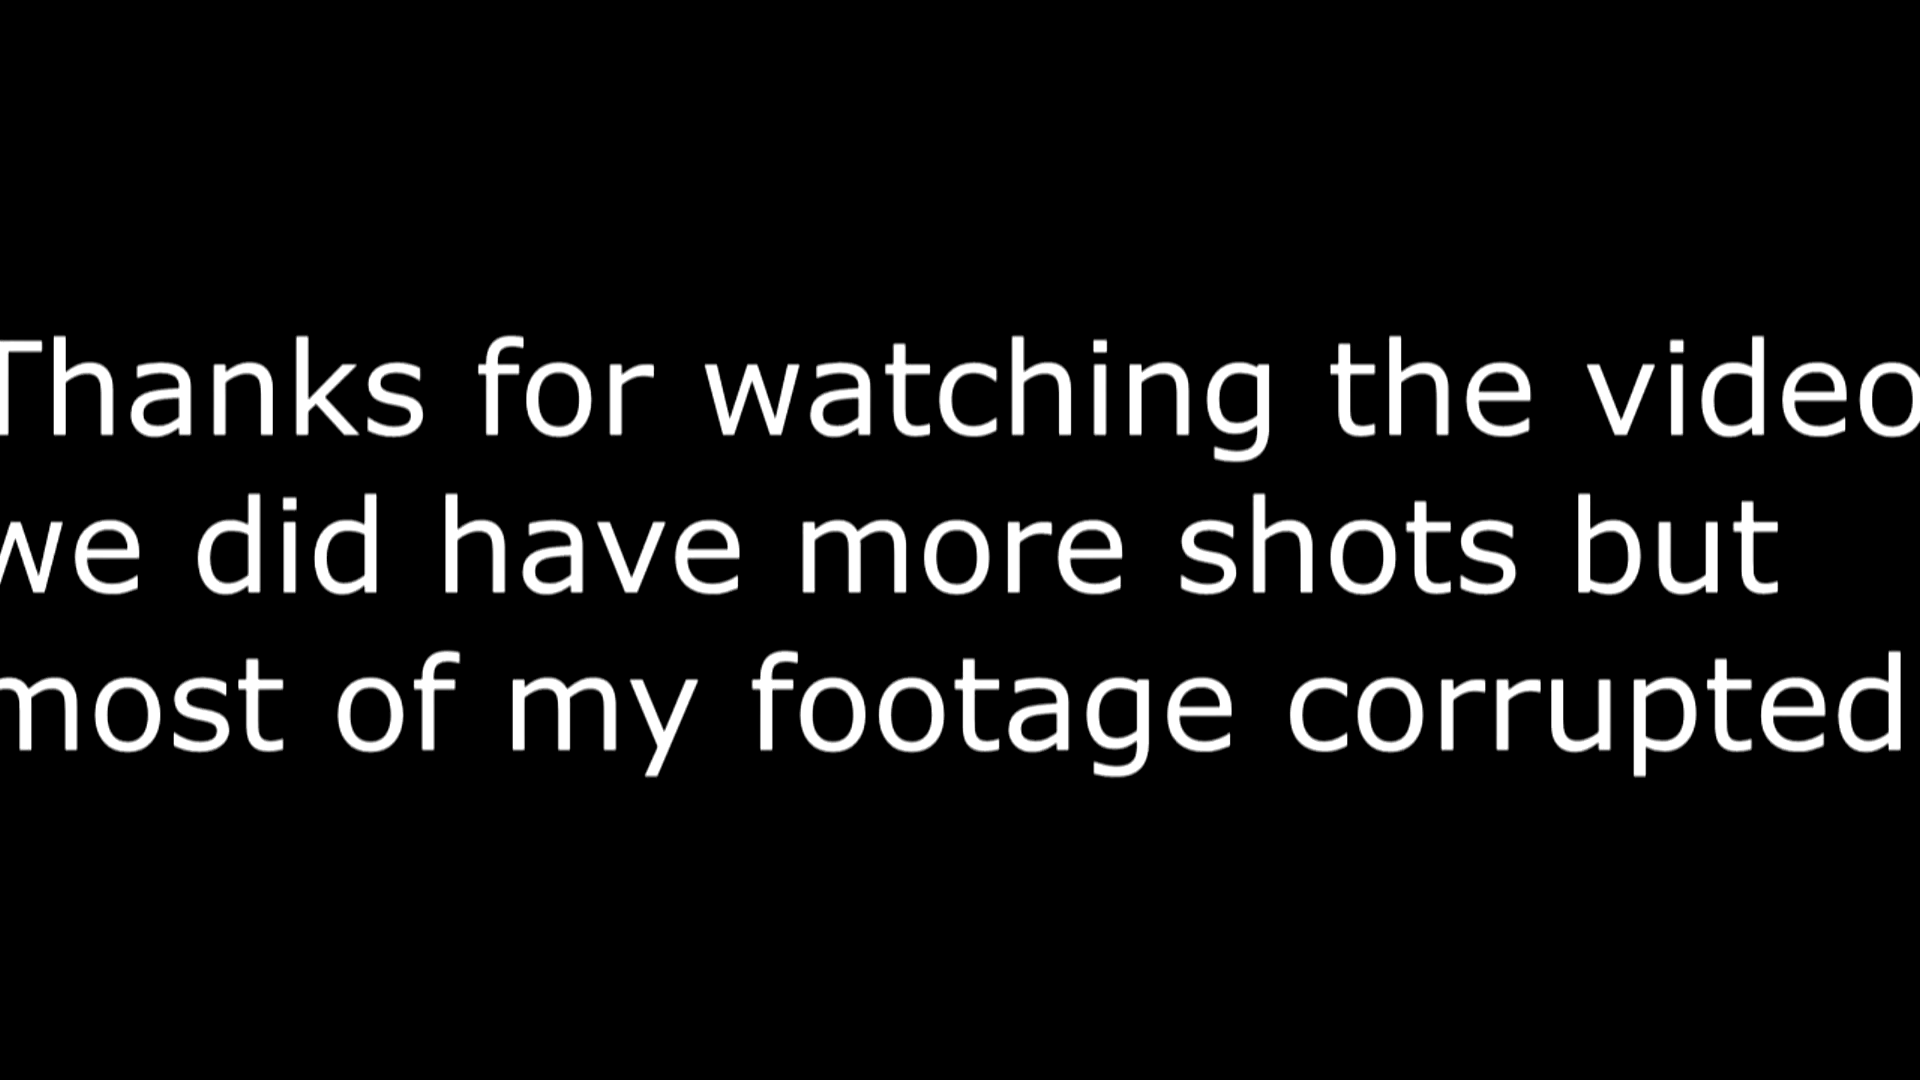 Thanks for watching the video
we did have more shots but
most of my footage corrupted